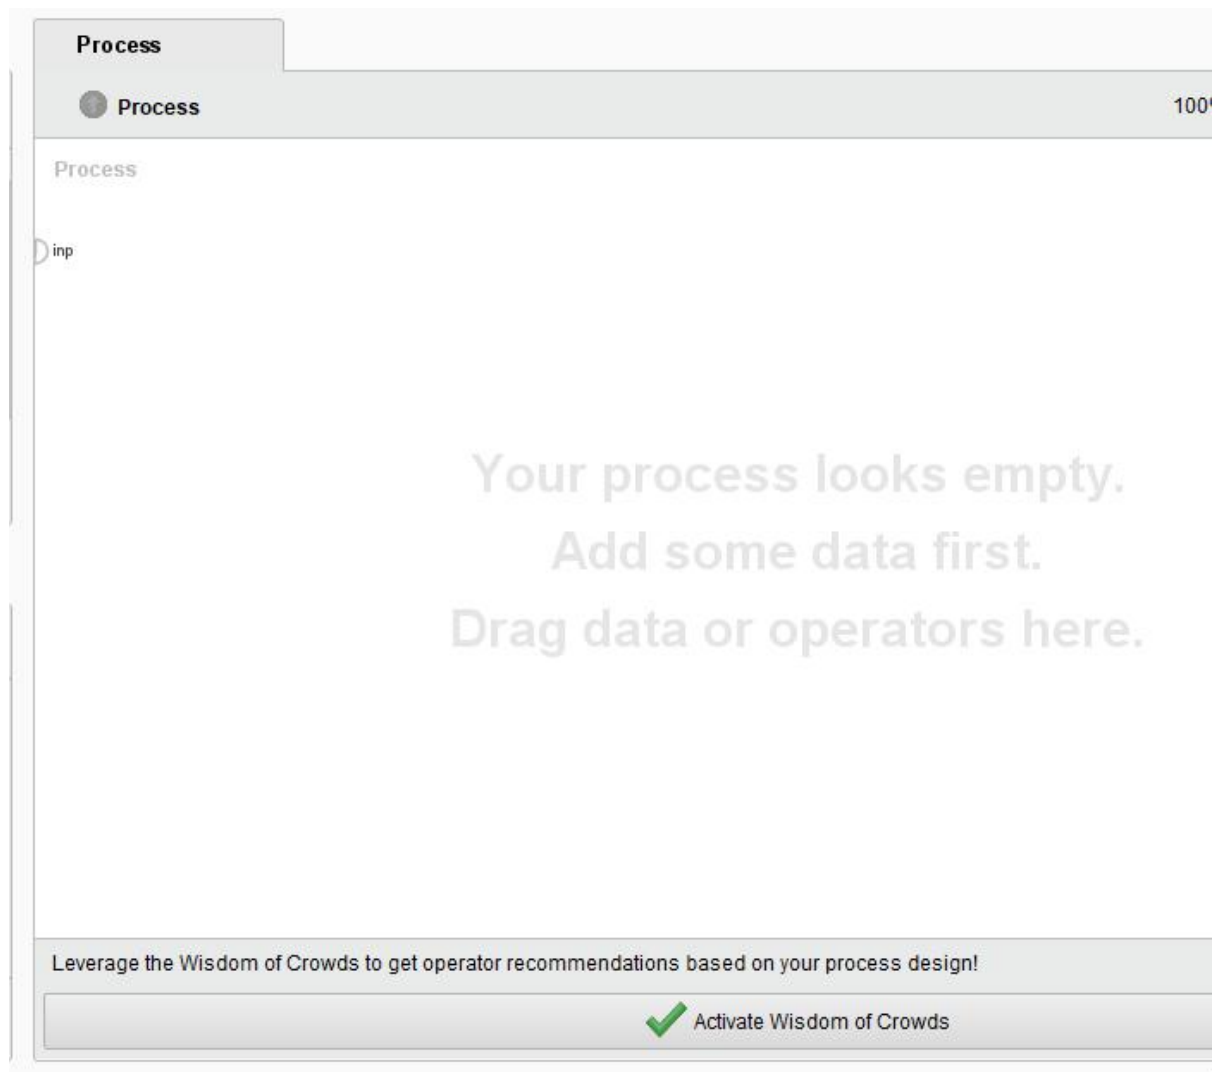 Process
Process
100%
Process
inp
Your process looks empty.
Add some data first.
Drag data or operators here.
Leverage the Wisdom of Crowds to get operator recommendations based on your process design!
Activate Wisdom of Crowds